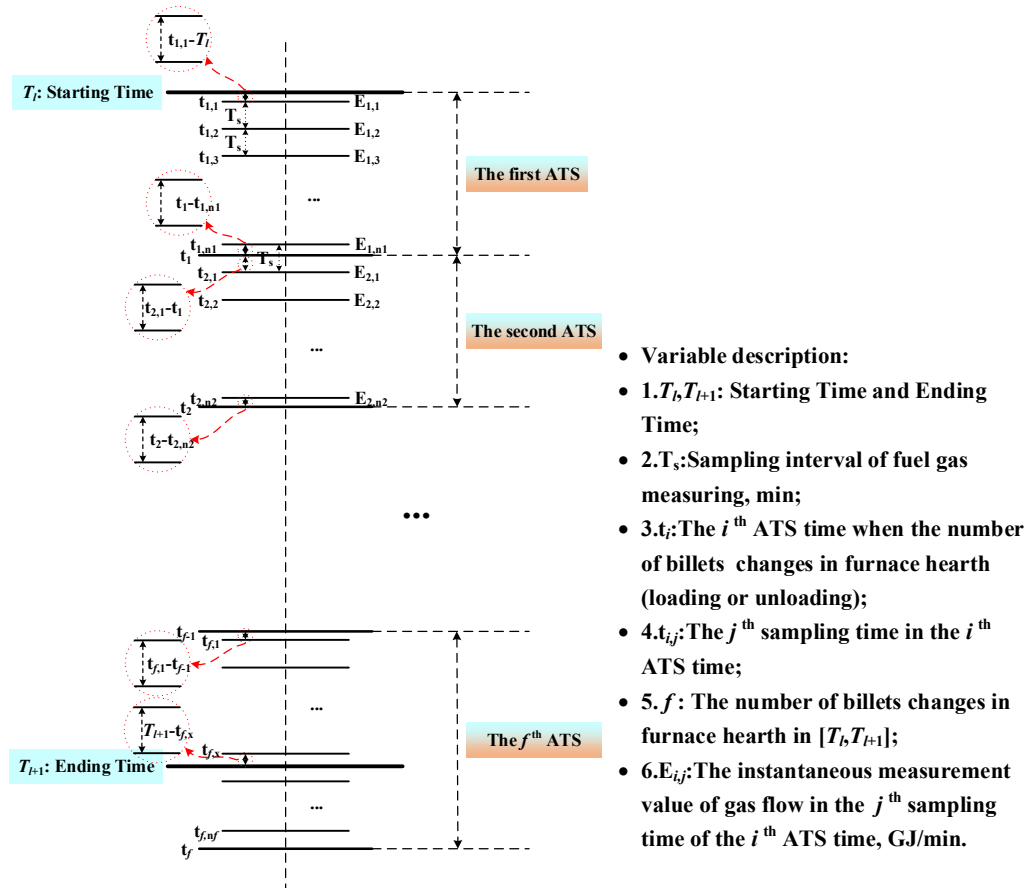 t1,1-Tl
Tl: Starting Time
t1,1
E1,1
Ts
t1,2
E1,2
Ts
t1,3
E1,3
The first ATS
t1-t1,n1
...
t1,n1
E1,n1
t1
Ts
t2,1
E2,1
t2,1-t1
t2,2
E2,2
The second ATS
...
t2,n2
E2,n2
t2
t2-t2,n2
...
tf-1
tf,1
tf,1-tf-1
...
Tl+1-tf,x
The f th ATS
tf,x
Tl+1: Ending Time
...
tf,nf
tf
• Variable description:
• 1.Tl,Tl+1: Starting Time and Ending
Time;
• 2.Ts:Sampling interval of fuel gas
measuring, min;
• 3.ti:The i th ATS time when the number
of billets changes in furnace hearth
(loading or unloading);
• 4.ti,j:The j th sampling time in the i th
ATS time;
• 5. f : The number of billets changes in
furnace hearth in [Tl,Tl+1];
• 6.Ei,j:The instantaneous measurement
value of gas flow in the j th sampling
time of the i th ATS time, GJ/min.